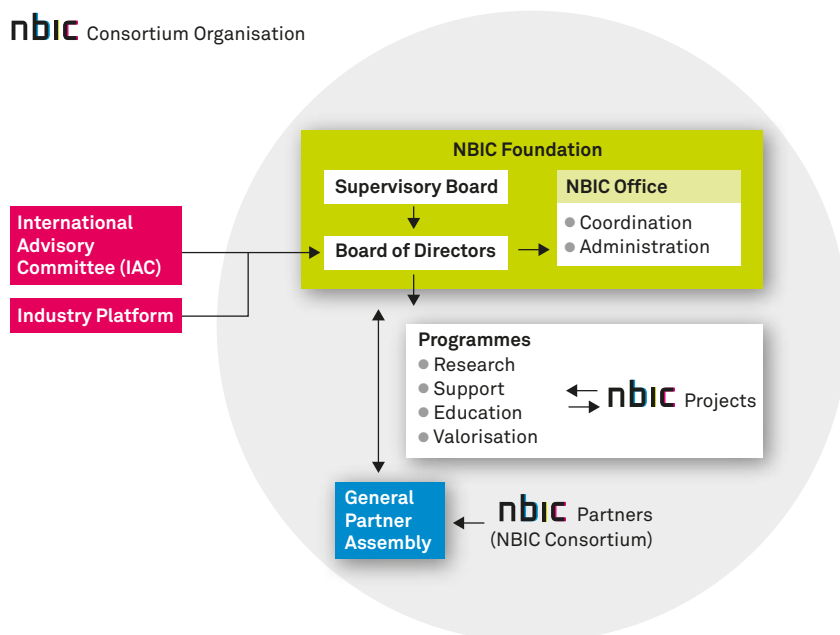 nbic Consortium Organisation
NBIC Foundation
Supervisory Board
NBIC Office
Coordination
Administration
Board of Directors
International
Advisory
Committee (IAC)
Industry Platform
Programmes
Research
Support
Education
Valorisation
nbic Projects
General
Partner
Assembly
nbic Partners
(NBIC Consortium)